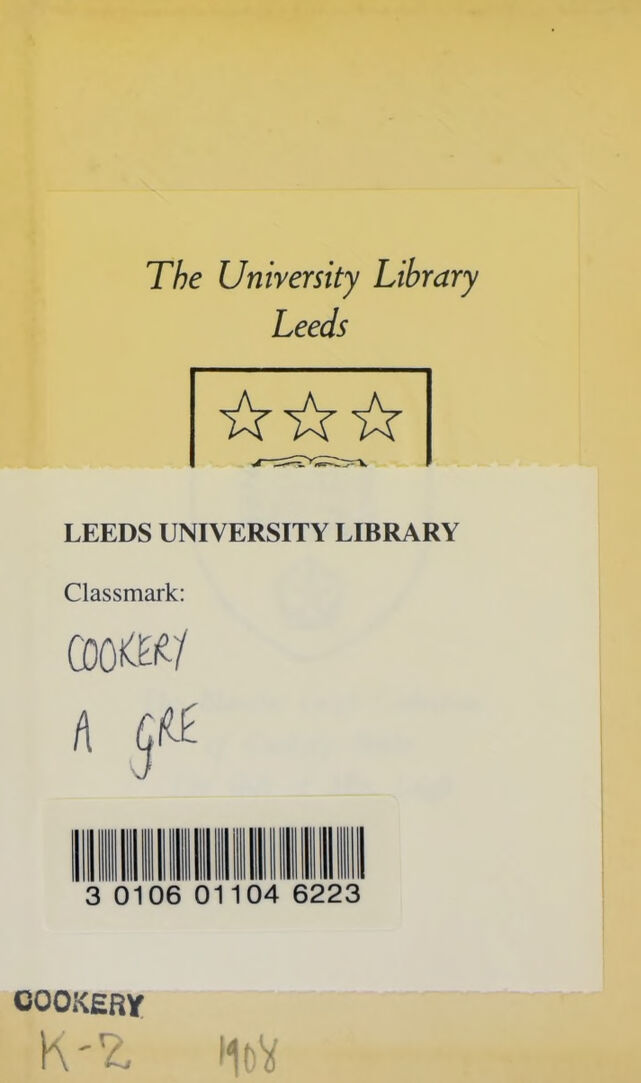 The University Library
Leeds
LEEDS UNIVERSITY LIBRARY
Classmark:
COOKERY
A GRE
3 0106 01104 6223
COOKERY
K-2 1908